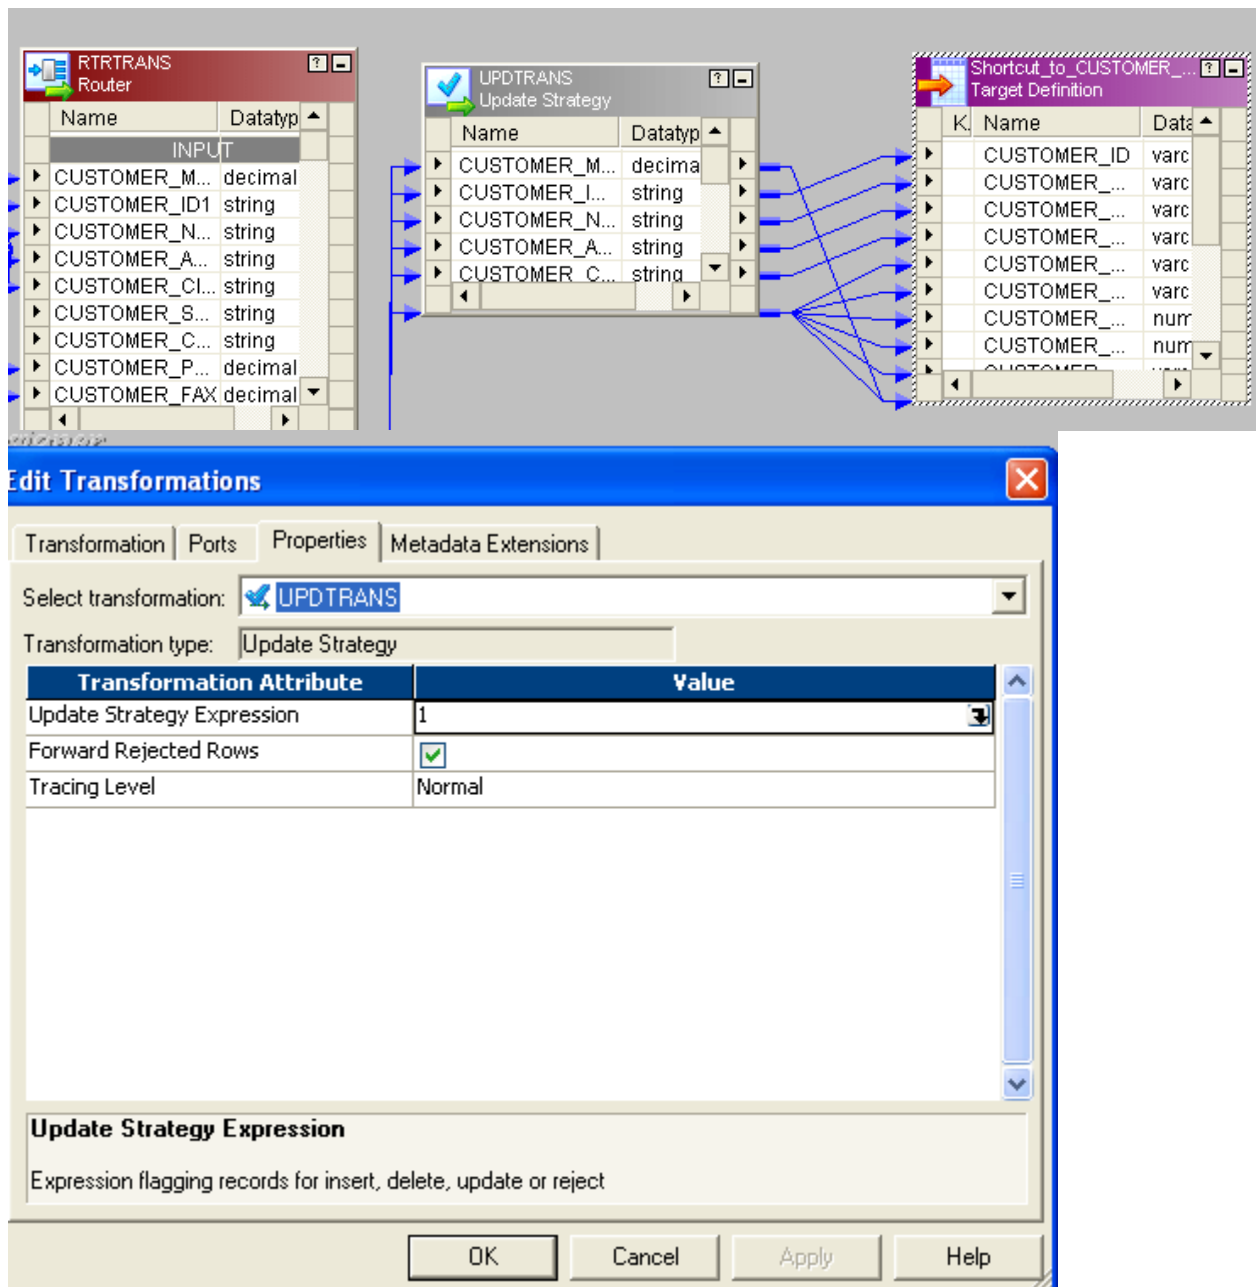 RTRTRANS
Router
Name Datatyp
INPUT
CUSTOMER_M... decimal
CUSTOMER_ID1 string
CUSTOMER_N... string
CUSTOMER_A... string
CUSTOMER_CI... string
CUSTOMER_S... string
CUSTOMER_C... string
CUSTOMER_P... decimal
CUSTOMER_FAX decimal
UPDTRANS
Update Strategy
Name Datatyp
CUSTOMER_M... decima
CUSTOMER_I... string
CUSTOMER_N... string
CUSTOMER_A... string
CUSTOMER_C... string
Shortcut_to_CUSTOMER_...
Target Definition
K. Name Data
CUSTOMER_ID varc
CUSTOMER_... varc
CUSTOMER_... varc
CUSTOMER_... varc
CUSTOMER_... varc
CUSTOMER_... varc
CUSTOMER_... num
CUSTOMER_... num
CUSTOMER
Edit Transformations
Transformation Ports Properties Metadata Extensions
Select transformation: UPDTRANS
Transformation type: Update Strategy
Transformation Attribute Value
Update Strategy Expression 1
Forward Rejected Rows
Tracing Level Normal
Update Strategy Expression
Expression flagging records for insert, delete, update or reject
OK Cancel Apply Help